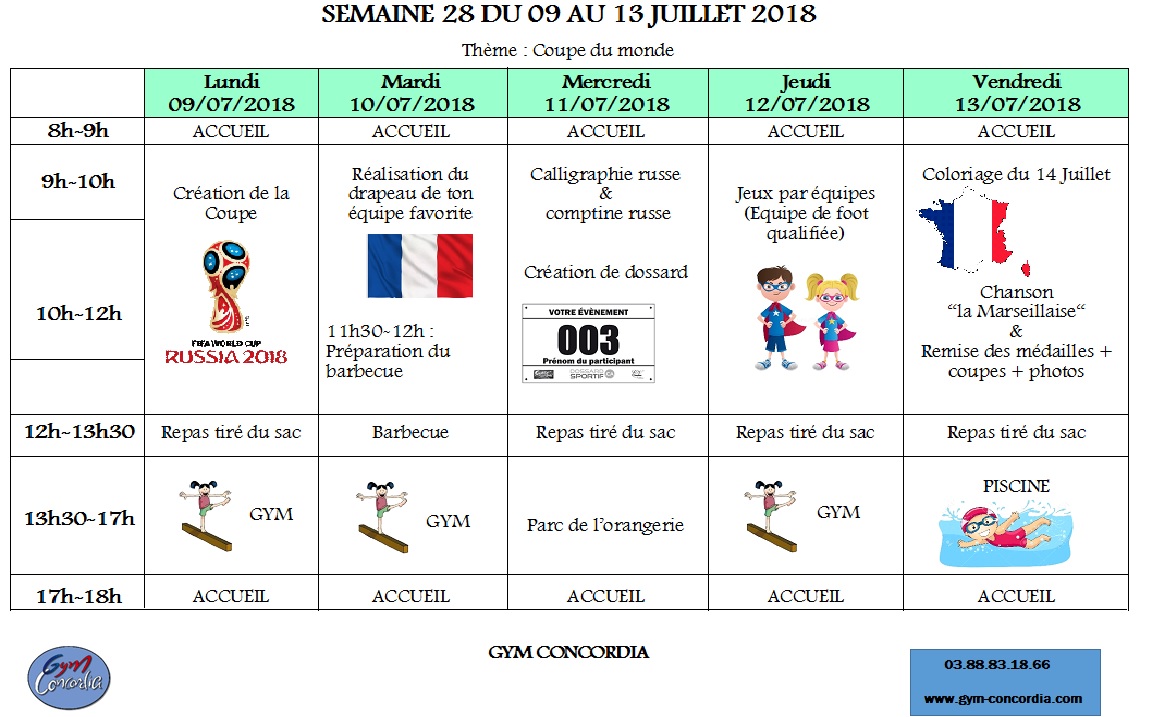 SEMAINE 28 DU 09 AU 13 JUILLET 2018
Thème : Coupe du monde
Lundi
09/07/2018
Mardi
10/07/2018
Mercredi
11/07/2018
Jeudi
12/07/2018
Vendredi
13/07/2018
8h~9h
ACCUEIL
ACCUEIL
ACCUEIL
ACCUEIL
ACCUEIL
9h~10h
10h~12h
Création de la
Coupe
FIFA WORLD CUP
RUSSIA 2018
Réalisation du
drapeau de ton
équipe favorite
11h30~12h :
Préparation du
barbecue
Calligraphie russe
&
comptine russe
Création de dossard
VOTRE ÉVÈNEMENT
003
Prénom du participant
DOSSARD
SPORTIF
Jeux par équipes
(Equipe de foot
qualifiée)
Coloriage du 14 Juillet
Chanson
“la Marseillaise“
&
Remise des médailles +
coupes + photos
12h~13h30
Repas tiré du sac
Barbecue
Repas tiré du sac
Repas tiré du sac
Repas tiré du sac
13h30~17h
GYM
GYM
Parc de l’orangerie
GYM
PISCINE
17h~18h
ACCUEIL
ACCUEIL
ACCUEIL
ACCUEIL
ACCUEIL
Gym
Concordia
GYM CONCORDIA
03.88.83.18.66
www.gym-concordia.com